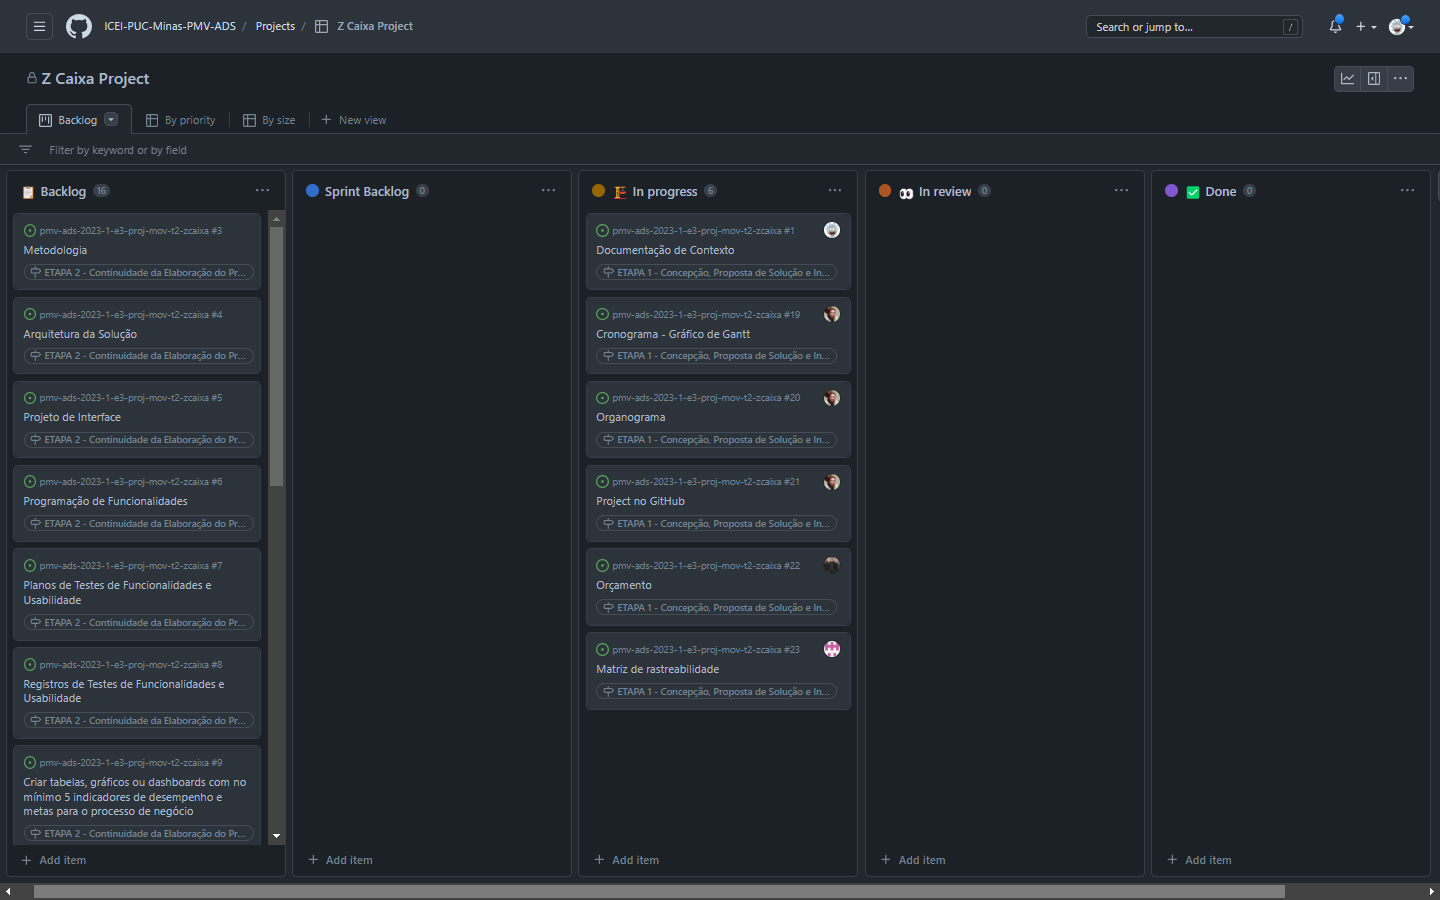 ICEI-PUC-Minas-PMV-ADS / Projects / Z Caixa Project
Search or jump to... /
Z Caixa Project
Backlog By priority By size + New view
Filter by keyword or by field
Backlog 16
pmv-ads-2023-1-e3-proj-mov-t2-zcaixa #3
Metodologia
ETAPA 2 - Continuidade da Elaboração do Pr...
pmv-ads-2023-1-e3-proj-mov-t2-zcaixa #4
Arquitetura da Solução
ETAPA 2 - Continuidade da Elaboração do Pr...
pmv-ads-2023-1-e3-proj-mov-t2-zcaixa #5
Projeto de Interface
ETAPA 2 - Continuidade da Elaboração do Pr...
pmv-ads-2023-1-e3-proj-mov-t2-zcaixa #6
Programação de Funcionalidades
ETAPA 2 - Continuidade da Elaboração do Pr...
pmv-ads-2023-1-e3-proj-mov-t2-zcaixa #7
Planos de Testes de Funcionalidades e
Usabilidade
ETAPA 2 - Continuidade da Elaboração do Pr...
pmv-ads-2023-1-e3-proj-mov-t2-zcaixa #8
Registros de Testes de Funcionalidades e
Usabilidade
ETAPA 2 - Continuidade da Elaboração do Pr...
pmv-ads-2023-1-e3-proj-mov-t2-zcaixa #9
Criar tabelas, gráficos ou dashboards com no
mínimo 5 indicadores de desempenho e
metas para o processo de negócio
ETAPA 2 - Continuidade da Elaboração do Pr...
+ Add item
Sprint Backlog 0
+ Add item
In progress 6
pmv-ads-2023-1-e3-proj-mov-t2-zcaixa #1
Documentação de Contexto
ETAPA 1 - Concepção, Proposta de Solução e In...
pmv-ads-2023-1-e3-proj-mov-t2-zcaixa #19
Cronograma - Gráfico de Gantt
ETAPA 1 - Concepção, Proposta de Solução e In...
pmv-ads-2023-1-e3-proj-mov-t2-zcaixa #20
Organograma
ETAPA 1 - Concepção, Proposta de Solução e In...
pmv-ads-2023-1-e3-proj-mov-t2-zcaixa #21
Project no GitHub
ETAPA 1 - Concepção, Proposta de Solução e In...
pmv-ads-2023-1-e3-proj-mov-t2-zcaixa #22
Orçamento
ETAPA 1 - Concepção, Proposta de Solução e In...
pmv-ads-2023-1-e3-proj-mov-t2-zcaixa #23
Matriz de rastreabilidade
ETAPA 1 - Concepção, Proposta de Solução e In...
+ Add item
In review 0
+ Add item
Done 0
+ Add item